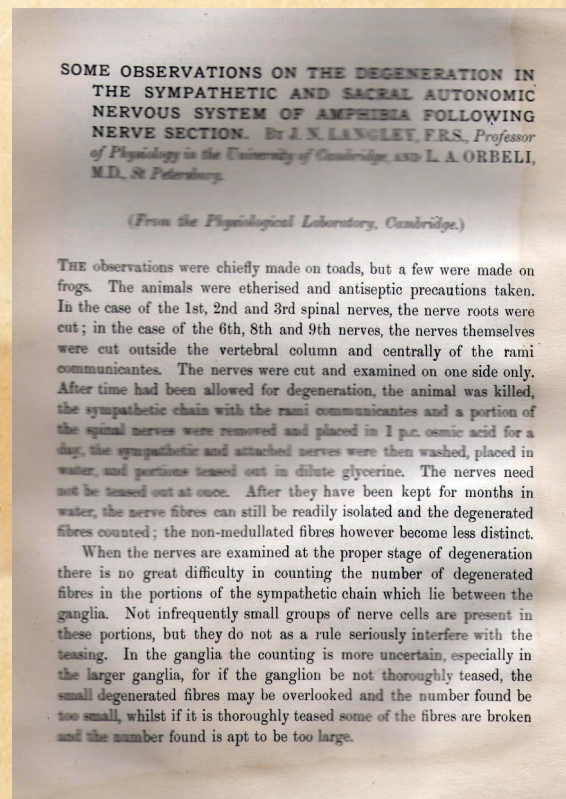 SOME OBSERVATIONS ON THE DEGENERATION IN
THE SYMPATHETIC AND SACRAL AUTONOMIC
NERVOUS SYSTEM OF AMPHIBIA FOLLOWING
NERVE SECTION. BY J. N. LANGLEY, F.R.S., Professor
of Physiology in the University of Cambridge, AND L. A. ORBELI,
M.D., St Petersburg.
(From the Physiological Laboratory, Cambridge.)
THE observations were chiefly made on toads, but a few were made on
frogs. The animals were etherised and antiseptic precautions taken.
In the case of the 1st, 2nd and 3rd spinal nerves, the nerve roots were
cut; in the case of the 6th, 8th and 9th nerves, the nerves themselves
were cut outside the vertebral column and centrally of the rami
communicantes. The nerves were cut and examined on one side only.
After time had been allowed for degeneration, the animal was killed,
the sympathetic chain with the rami communicantes and a portion of
the spinal nerves were removed and placed in 1 p.c. osmic acid for a
day, the sympathetic and attached nerves were then washed, placed in
water, and portions teased out in dilute glycerine. The nerves need
not be teased out at once. After they have been kept for months in
water, the nerve fibres can still be readily isolated and the degenerated
fibres counted; the non-medullated fibres however become less distinct.
When the nerves are examined at the proper stage of degeneration
there is no great difficulty in counting the number of degenerated
fibres in the portions of the sympathetic chain which lie between the
ganglia. Not infrequently small groups of nerve cells are present in
these portions, but they do not as a rule seriously interfere with the
teasing. In the ganglia the counting is more uncertain, especially in
the larger ganglia, for if the ganglion be not thoroughly teased, the
small degenerated fibres may be overlooked and the number found be
too small, whilst if it is thoroughly teased some of the fibres are broken
and the number found is apt to be too large.